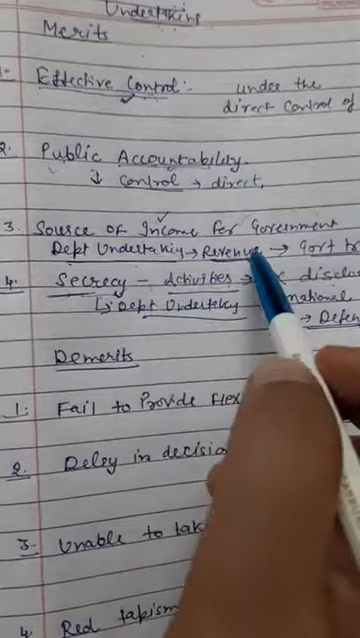 Undertaking
Merits
1- Effective Control:- under the
direct control of
2. Public Accountability.
↓ control → direct,
3. Source of Income for Government
Dept Undertaking → Revenue → Govt
4. Secrecy - Activities →
↳ Dept Undertaking national
→ Defen
Demerits
1: Fail to Provide Flex
2. Delay in decisio
3- Unable to tak
4. Red tapism